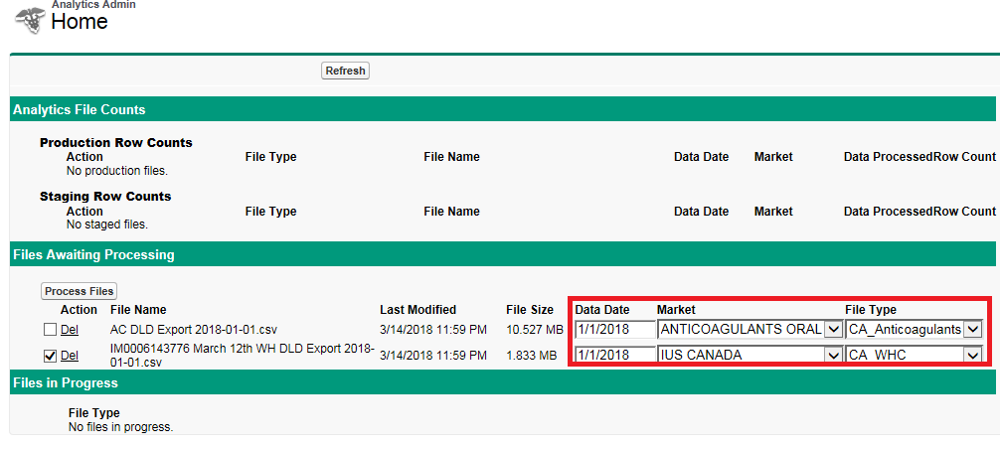 Analytics Admin
Home
Refresh
Analytics File Counts
Production Row Counts
Action File Type File Name Data Date Market Data ProcessedRow Count
No production files.
Staging Row Counts
Action File Type File Name Data Date Market Data ProcessedRow Count
No staged files.
Files Awaiting Processing
Process Files
Action File Name Last Modified File Size Data Date Market File Type
Del AC DLD Export 2018-01-01.csv 3/14/2018 11:59 PM 10.527 MB 1/1/2018 ANTICOAGULANTS ORAL CA_Anticoagulants
Del IM0006143776 March 12th WH DLD Export 2018- 3/14/2018 11:59 PM 1.833 MB 1/1/2018 IUS CANADA CA_WHC
01-01.csv
Files in Progress
File Type
No files in progress.